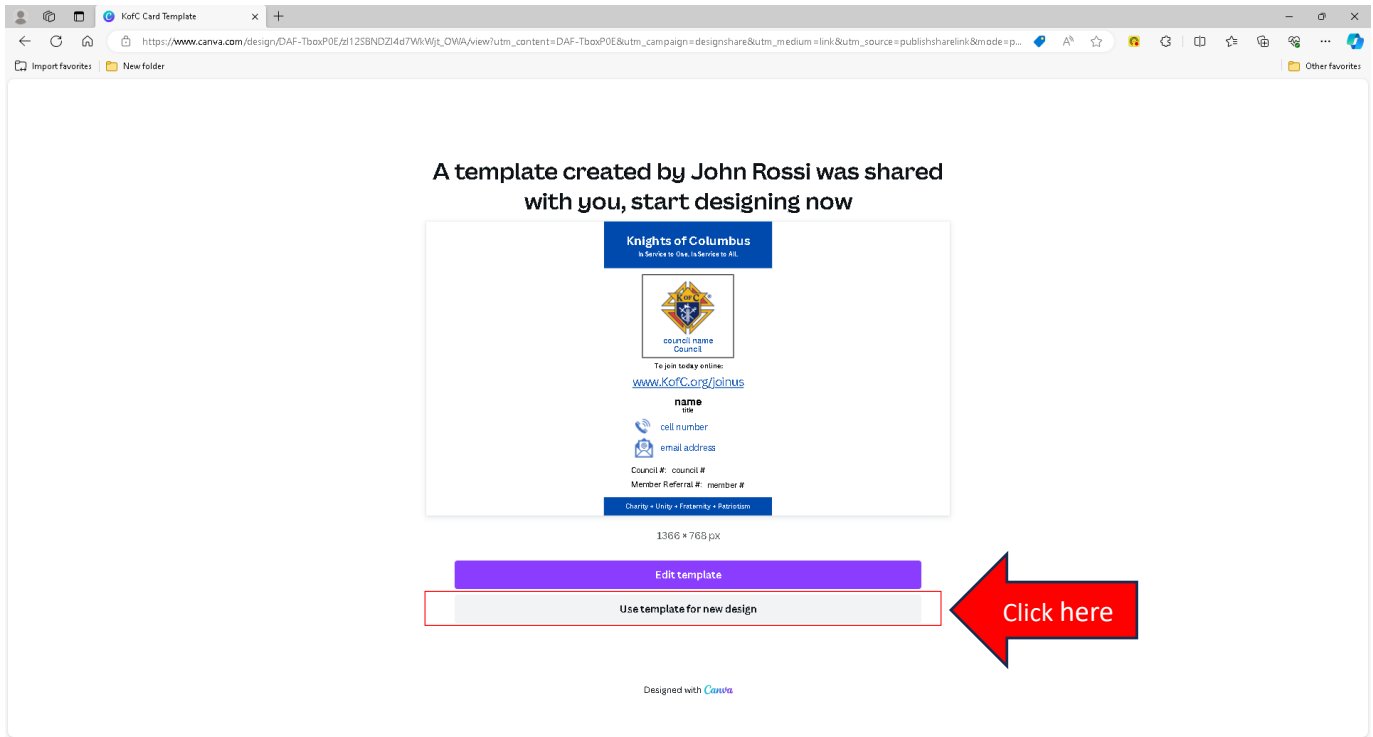 KofC Card Template
https://www.canva.com/design/DAF-TboxP0E/zI12SBNDZI4d7WkWjt_OWA/view?utm_content=DAF-TboxP0E&utm_campaign=designshare&utm_medium=link&utm_source=publishsharelink&mode=p...
Import favorites New folder Other favorites
A template created by John Rossi was shared
with you, start designing now
Knights of Columbus
In Service to One. In Service to All.
K OF C
council name
Council
To join today online:
www.KofC.org/joinus
name
title
cell number
email address
Council #: council #
Member Referral #: member #
Charity + Unity + Fraternity + Patriotism
1366 × 768 px
Edit template
Use template for new design
Click here
Designed with Canva